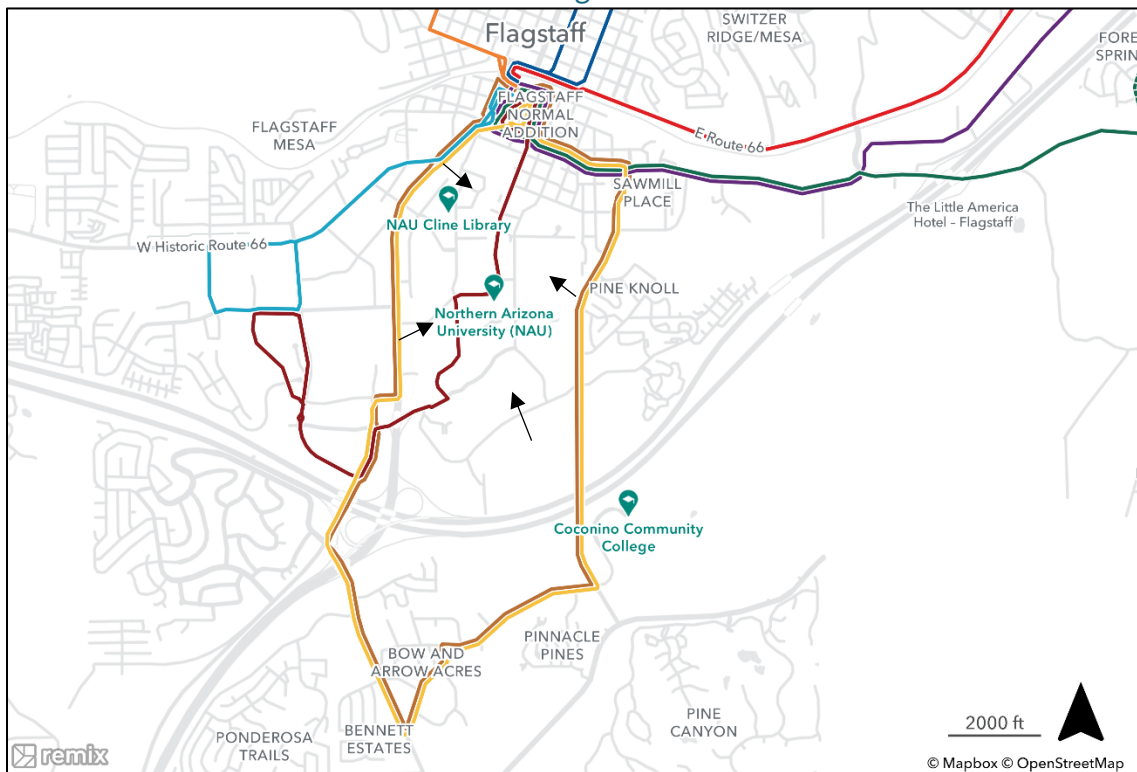 Flagstaff
SWITZER
RIDGE/MESA
FLAGSTAFF
NORMAL
ADDITION
FLAGSTAFF
MESA
E Route 66
SAWMILL
PLACE
NAU Cline Library
The Little America
Hotel - Flagstaff
W Historic Route 66
PINE KNOLL
Northern Arizona
University (NAU)
Coconino Community
College
PINNACLE
PINES
BOW AND
ARROW ACRES
PINE
CANYON
BENNETT
ESTATES
PONDEROSA
TRAILS
2000 ft
remix
© Mapbox © OpenStreetMap